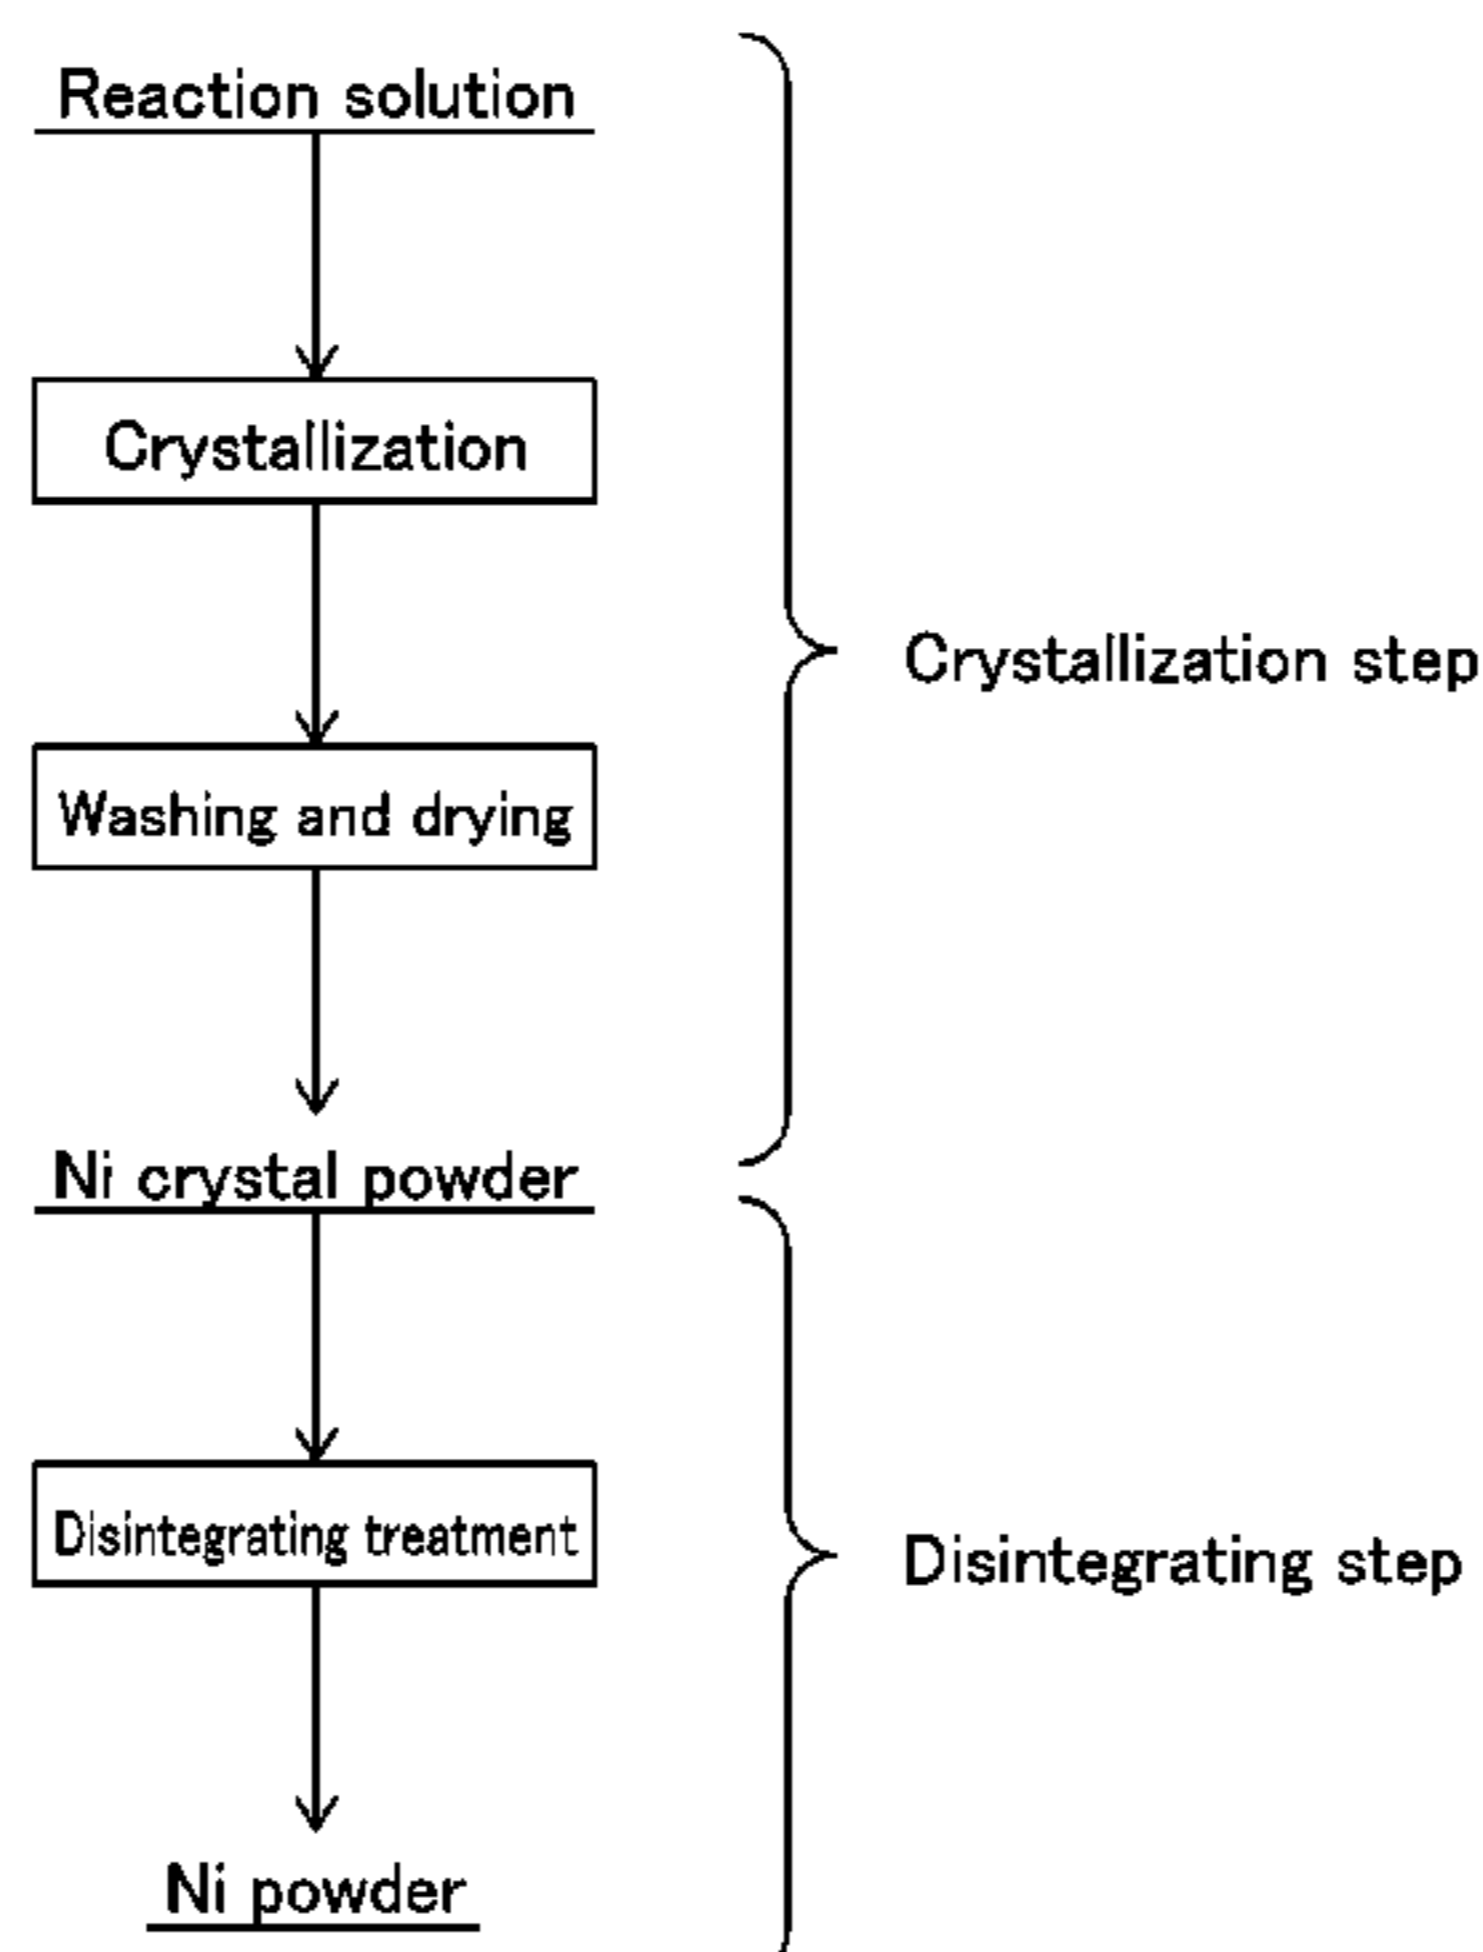 Reaction solution
Crystallization
Crystallization step
Washing and drying
Ni crystal powder
Disintegrating treatment
Disintegrating step
Ni powder